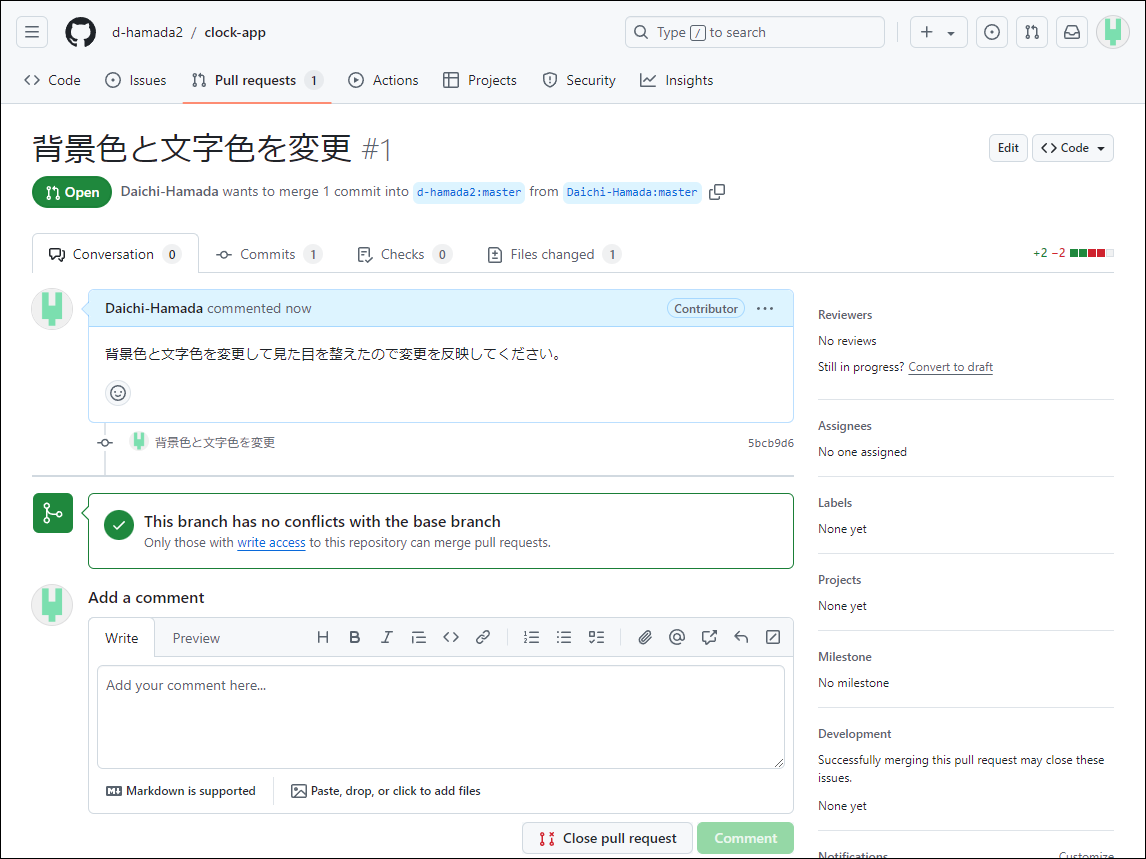 d-hamada2 / clock-app
Type / to search
Code
Issues
Pull requests 1
Actions
Projects
Security
Insights
背景色と文字色を変更 #1
Edit
Code
Open
Daichi-Hamada wants to merge 1 commit into d-hamada2:master from Daichi-Hamada:master
Conversation 0
Commits 1
Checks 0
Files changed 1
+2 −2
Daichi-Hamada commented now
Contributor
背景色と文字色を変更して見た目を整えたので変更を反映してください。
背景色と文字色を変更
5bcb9d6
This branch has no conflicts with the base branch
Only those with write access to this repository can merge pull requests.
Add a comment
Write
Preview
Add your comment here...
Markdown is supported
Paste, drop, or click to add files
Close pull request
Comment
Reviewers
No reviews
Still in progress? Convert to draft
Assignees
No one assigned
Labels
None yet
Projects
None yet
Milestone
No milestone
Development
Successfully merging this pull request may close these
issues.
None yet
Notifications
Customize